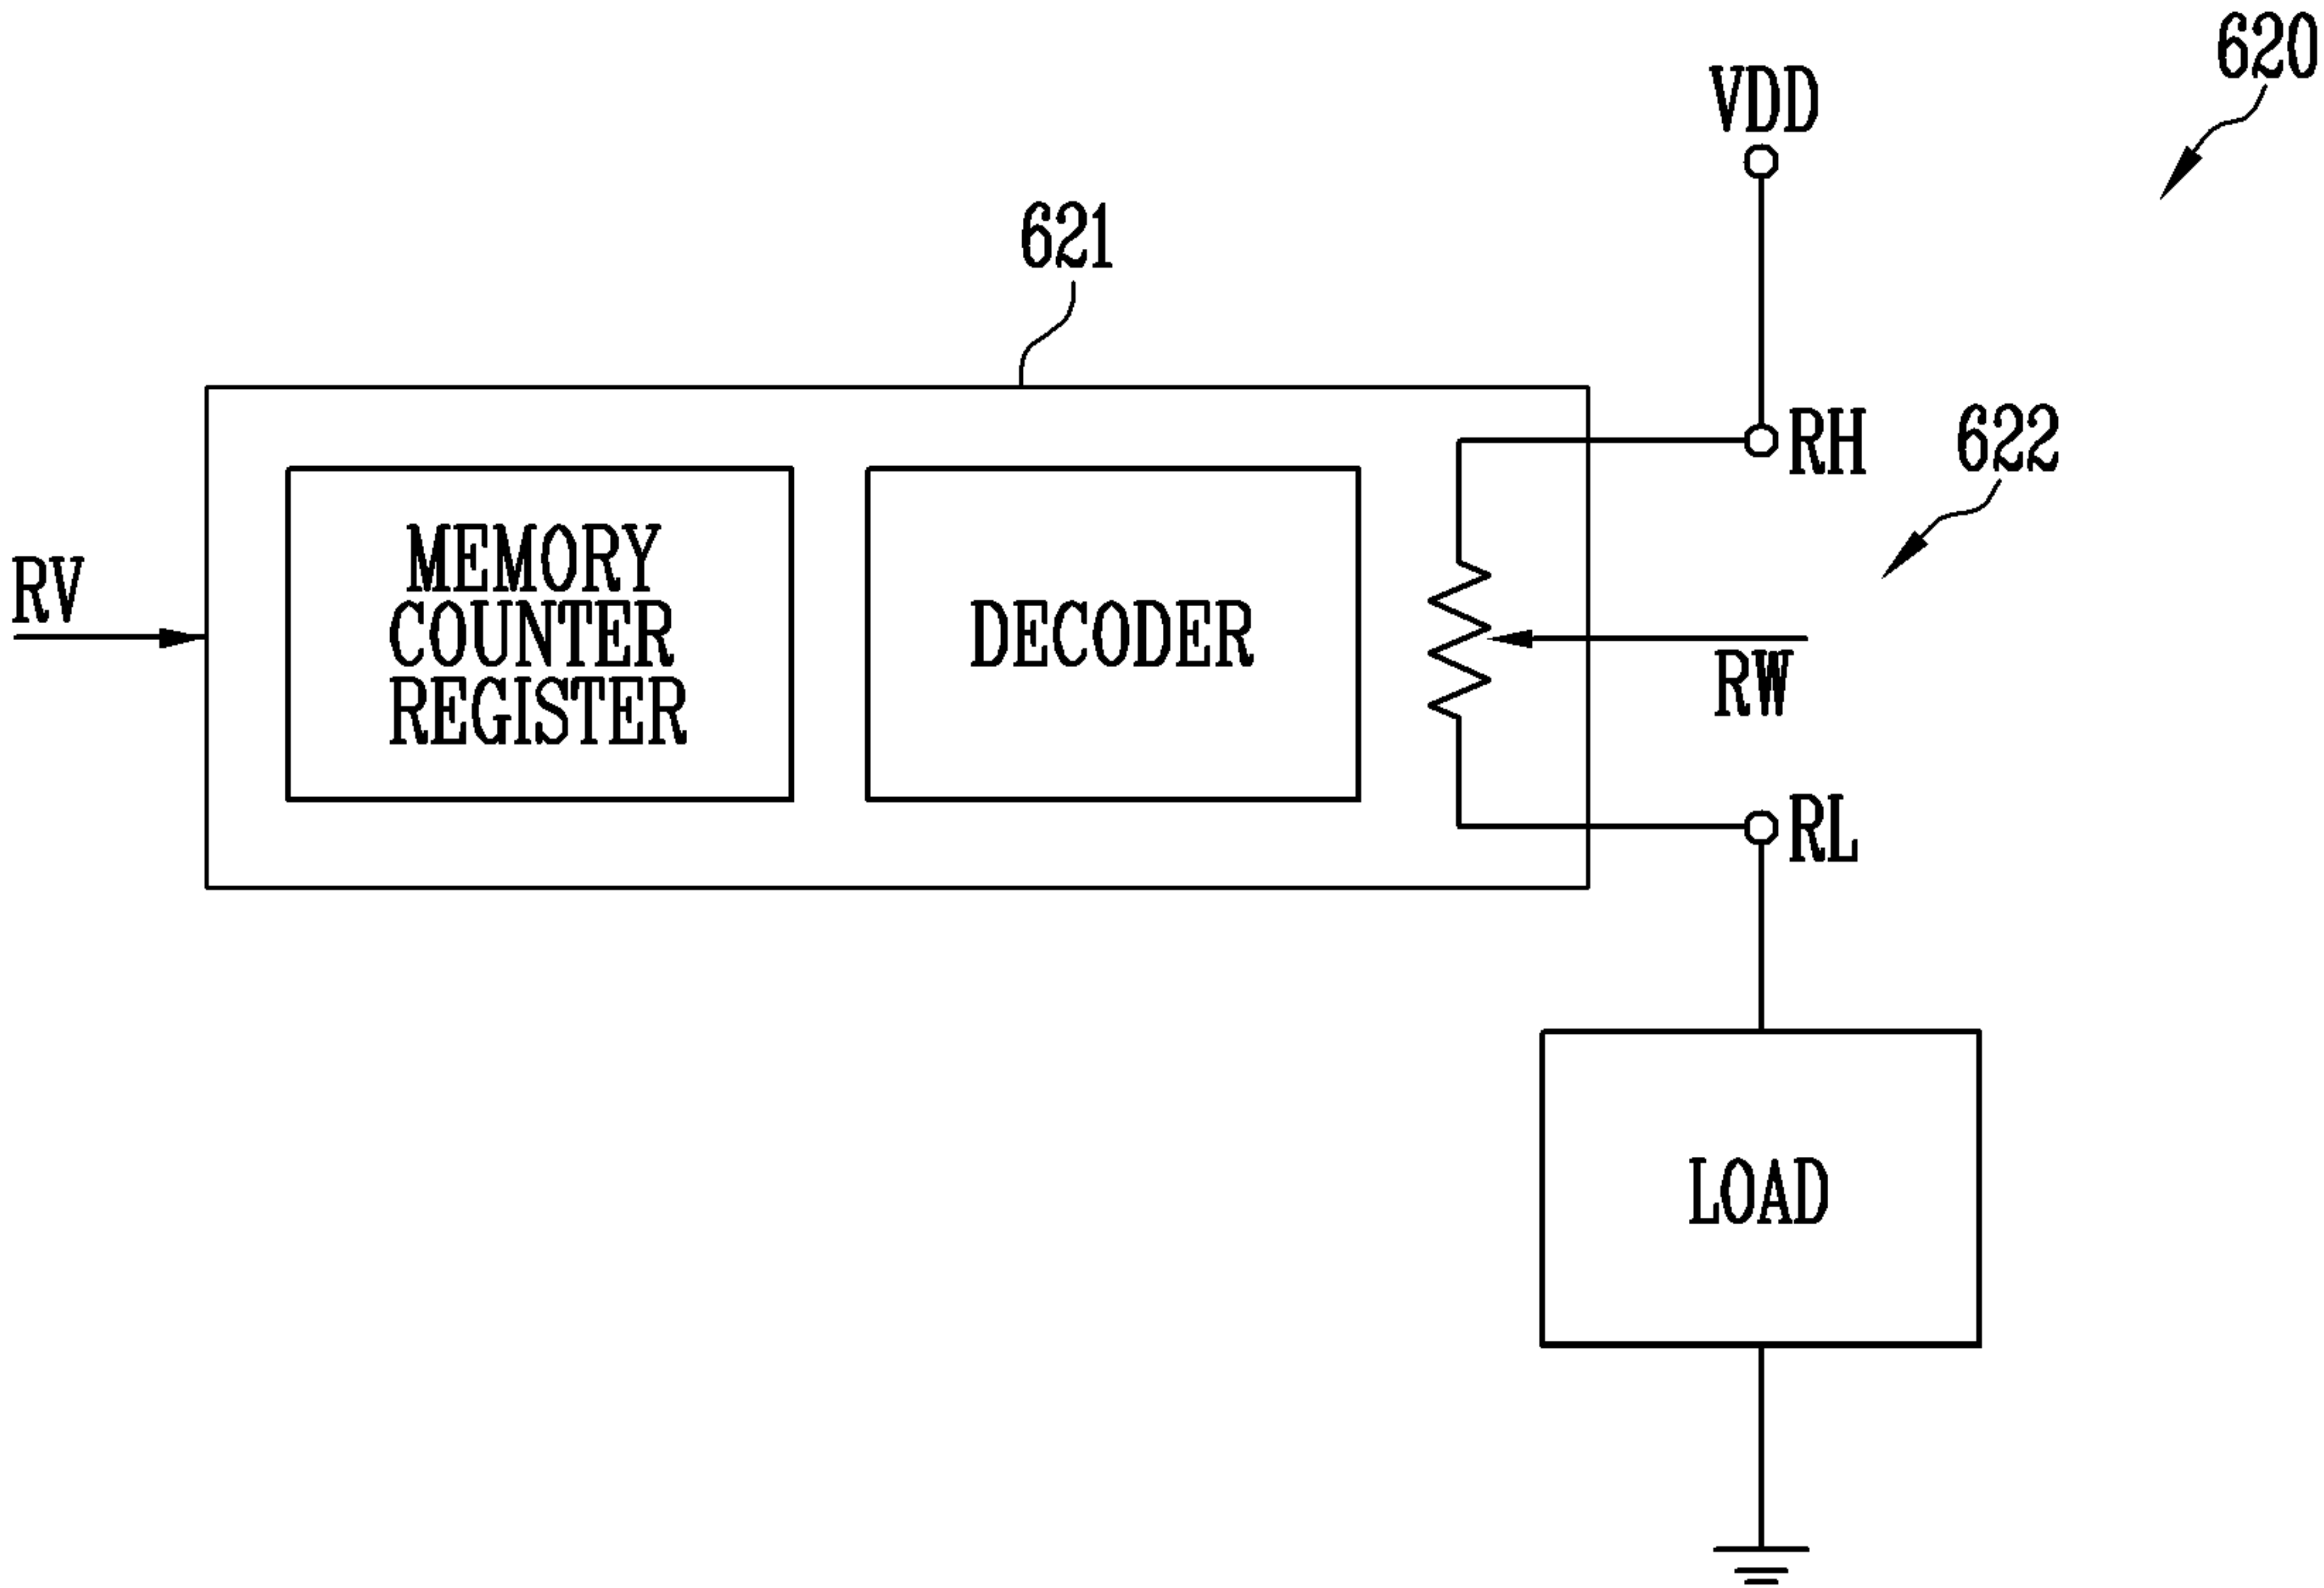 620
VDD
621
RH
622
RV
MEMORY
COUNTER
REGISTER
DECODER
RW
RL
LOAD